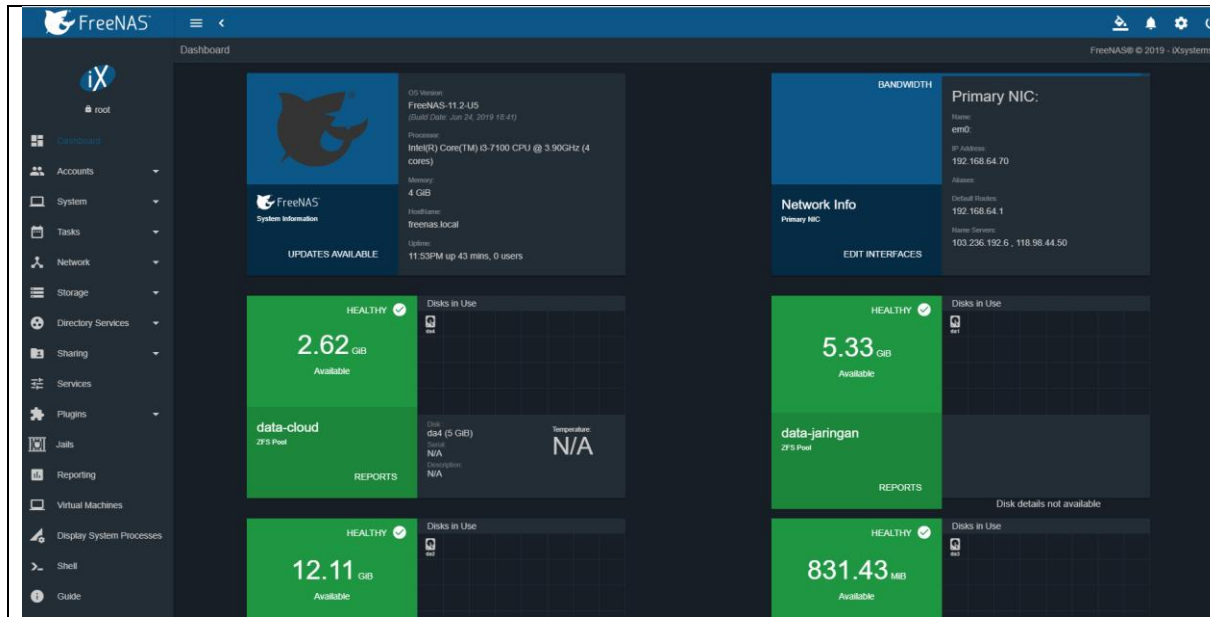 FreeNAS®
Dashboard
FreeNAS® © 2019 - iXsystems
iX
root
Dashboard
Accounts
System
Tasks
Network
Storage
Directory Services
Sharing
Services
Plugins
Jails
Reporting
Virtual Machines
Display System Processes
Shell
Guide
FreeNAS®
System Information
UPDATES AVAILABLE
OS Version:
FreeNAS-11.2-U5
(Build Date: Jun 24, 2019 18:41)
Processor:
Intel(R) Core(TM) i3-7100 CPU @ 3.90GHz (4
cores)
Memory:
4 GiB
HostName:
freenas.local
Uptime:
11:53PM up 43 mins, 0 users
BANDWIDTH
Network Info
Primary NIC
EDIT INTERFACES
Primary NIC:
Name:
em0:
IP Address:
192.168.64.70
Aliases:
Default Routes:
192.168.64.1
Name Servers:
103.236.192.6 , 118.98.44.50
HEALTHY
2.62 GiB
Available
data-cloud
ZFS Pool
REPORTS
Disks in Use
da4
Disk:
da4 (5 GiB)
Serial:
N/A
Description:
N/A
Temperature:
N/A
HEALTHY
5.33 GiB
Available
data-jaringan
ZFS Pool
REPORTS
Disks in Use
da1
Disk details not available
HEALTHY
12.11 GiB
Available
Disks in Use
da2
HEALTHY
831.43 MiB
Available
Disks in Use
da3